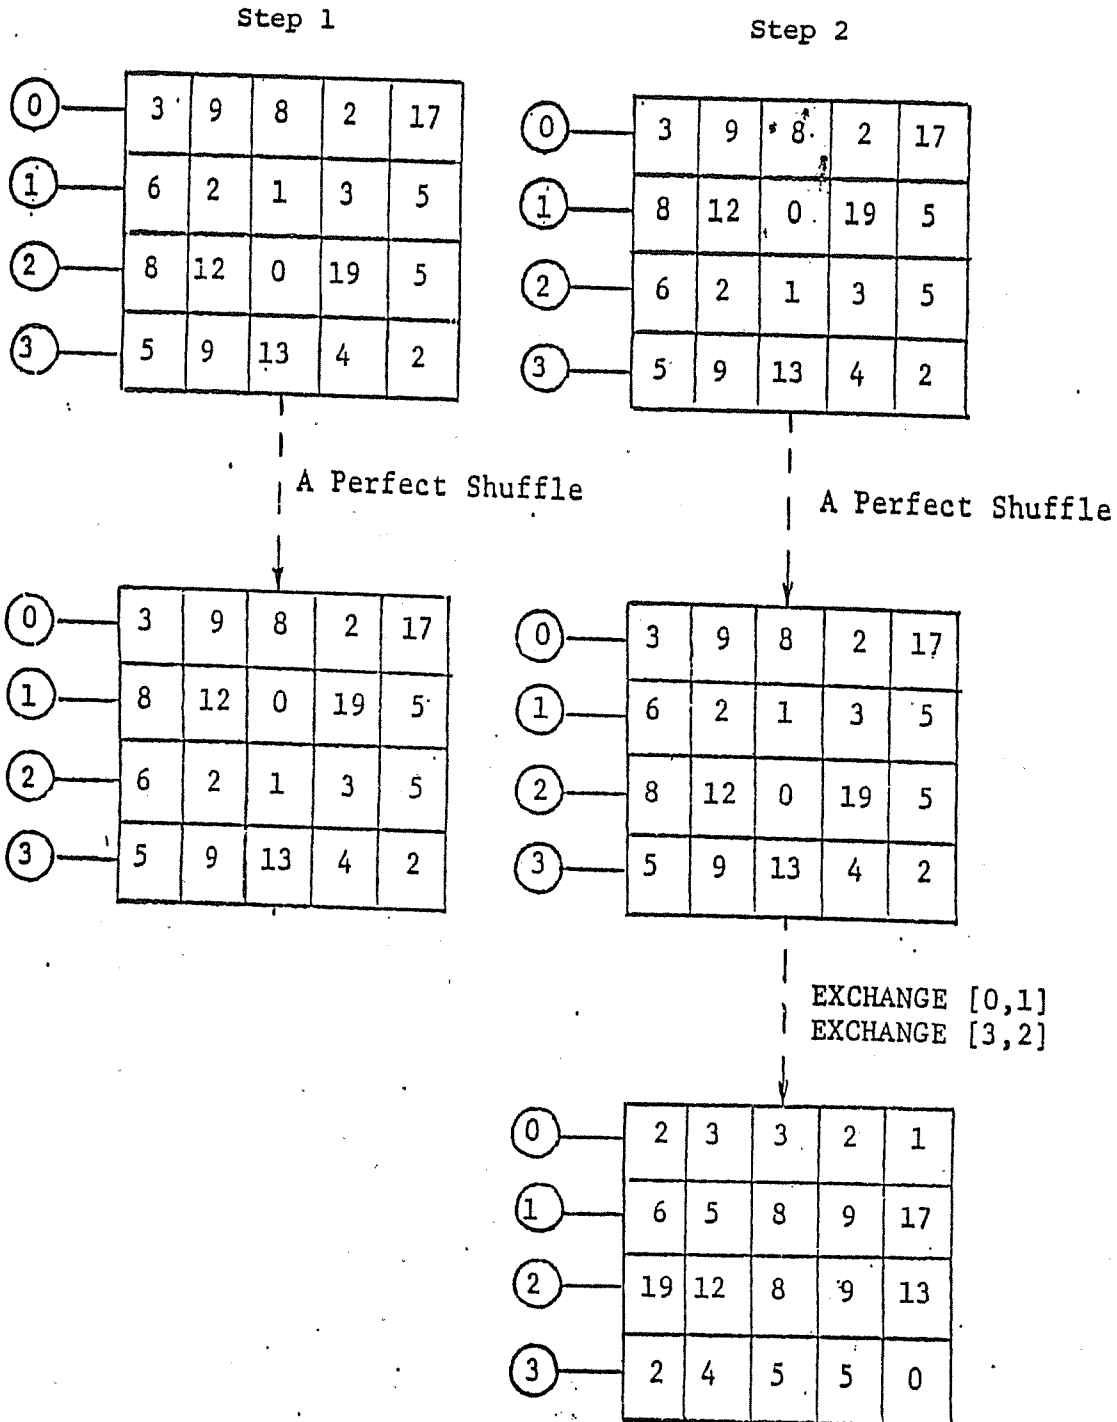 Step 1
0 3 9 8 2 17
1 6 2 1 3 5
2 8 12 0 19 5
3 5 9 13 4 2
A Perfect Shuffle
0 3 9 8 2 17
1 8 12 0 19 5
2 6 2 1 3 5
3 5 9 13 4 2
Step 2
0 3 9 8 2 17
1 8 12 0 19 5
2 6 2 1 3 5
3 5 9 13 4 2
A Perfect Shuffle
0 3 9 8 2 17
1 6 2 1 3 5
2 8 12 0 19 5
3 5 9 13 4 2
EXCHANGE [0,1]
EXCHANGE [3,2]
0 2 3 3 2 1
1 6 5 8 9 17
2 19 12 8 9 13
3 2 4 5 5 0